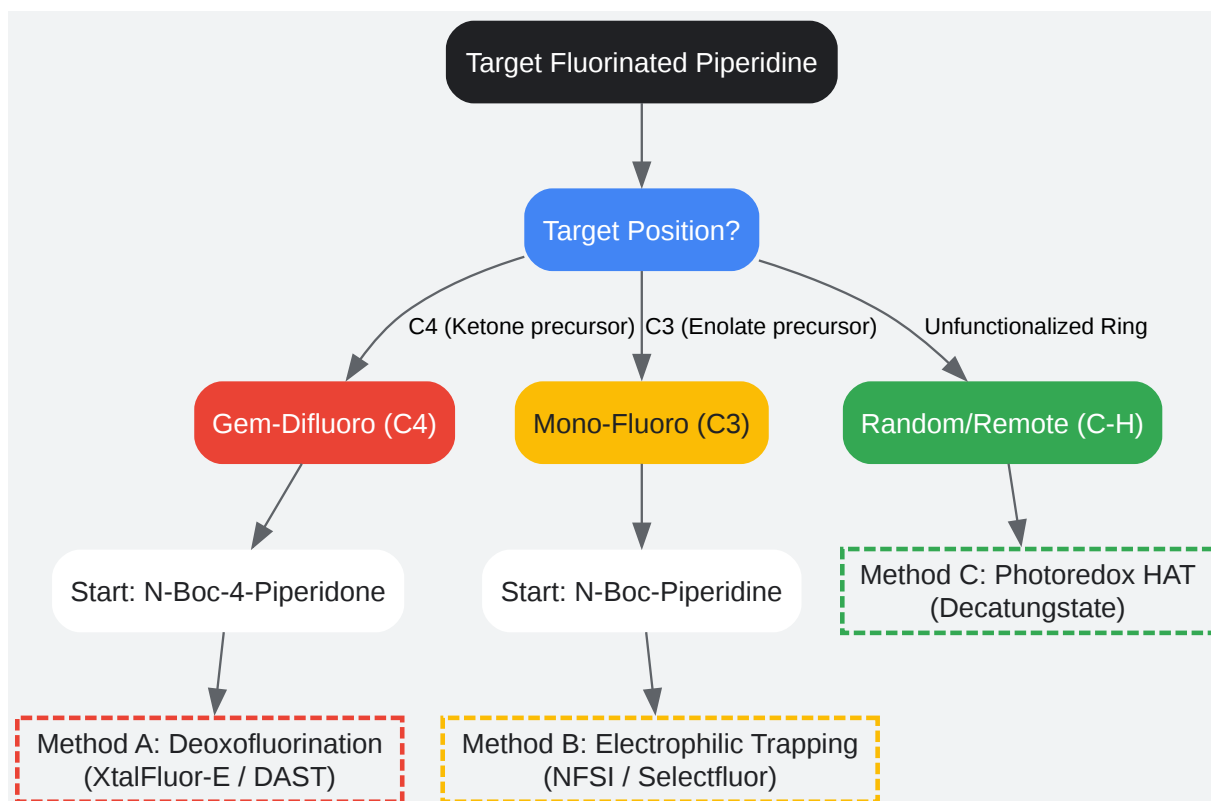 Target Fluorinated Piperidine
Target Position?
C4 (Ketone precursor)
C3 (Enolate precursor)
Unfunctionalized Ring
Gem-Difluoro (C4)
Mono-Fluoro (C3)
Random/Remote (C-H)
Start: N-Boc-4-Piperidone
Start: N-Boc-Piperidine
Method C: Photoredox HAT
(Decatungstate)
Method A: Deoxofluorination
(XtalFluor-E / DAST)
Method B: Electrophilic Trapping
(NFSI / Selectfluor)